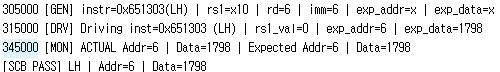 305000 [GEN] instr=0x651303(LH) | rs1=x10 | rd=6 | imm=6 | exp_addr=x | exp_data=x
315000 [DRV] Driving inst=0x651303 (LH) | rs1_val=0 | exp_addr=6 | exp_data=1798
345000 [MON] ACTUAL Addr=6 | Data=1798 | Expected Addr=6 | Data=1798
[SCB PASS] LH | Addr=6 | Data=1798